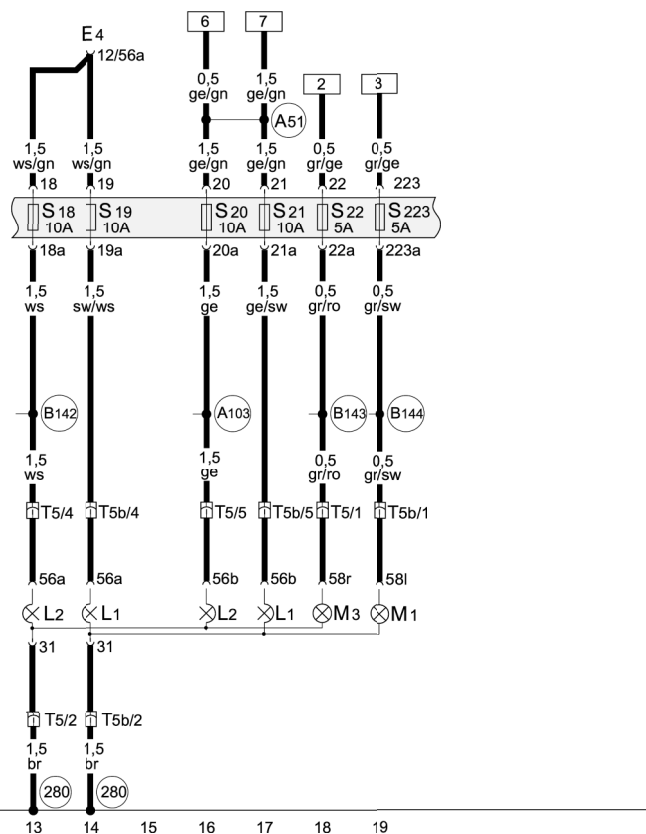 6 7
E4
12/56a
0,5 1,5 2 3
ge/gn ge/gn
A51
1,5 1,5 1,5 1,5 0,5 0,5
ws/gn ws/gn ge/gn ge/gn gr/ge gr/ge
18 19 20 21 22 223
S18 S19 S20 S21 S22 S223
10A 10A 10A 10A 5A 5A
18a 19a 20a 21a 22a 223a
1,5 1,5 1,5 1,5 0,5 0,5
ws sw/ws ge ge/sw gr/ro gr/sw
B142 A103 B143 B144
1,5 1,5 0,5 0,5
ws ge gr/ro gr/sw
T5/4 T5b/4 T5/5 T5b/5 T5/1 T5b/1
56a 56a 56b 56b 58r 58l
L2 L1 L2 L1 M3 M1
31 31
T5/2 T5b/2
1,5 1,5
br br
280 280
13 14 15 16 17 18 19